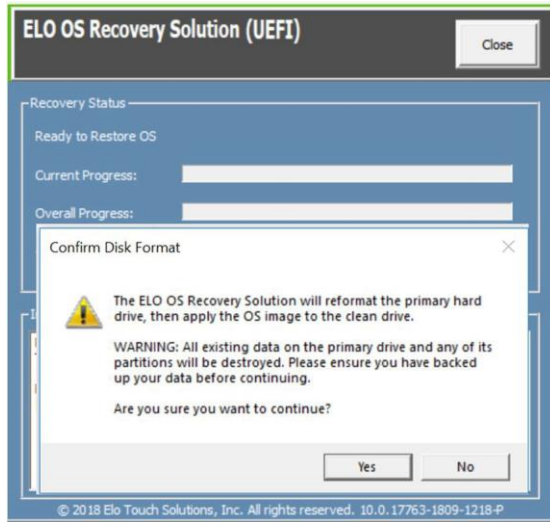 ELO OS Recovery Solution (UEFI)
Close
Recovery Status
Ready to Restore OS
Current Progress:
Overall Progress:
Confirm Disk Format
The ELO OS Recovery Solution will reformat the primary hard
drive, then apply the OS image to the clean drive.
WARNING: All existing data on the primary drive and any of its
partitions will be destroyed. Please ensure you have backed
up your data before continuing.
Are you sure you want to continue?
Yes
No
© 2018 Elo Touch Solutions, Inc. All rights reserved. 10.0.17763-1809-1218-P